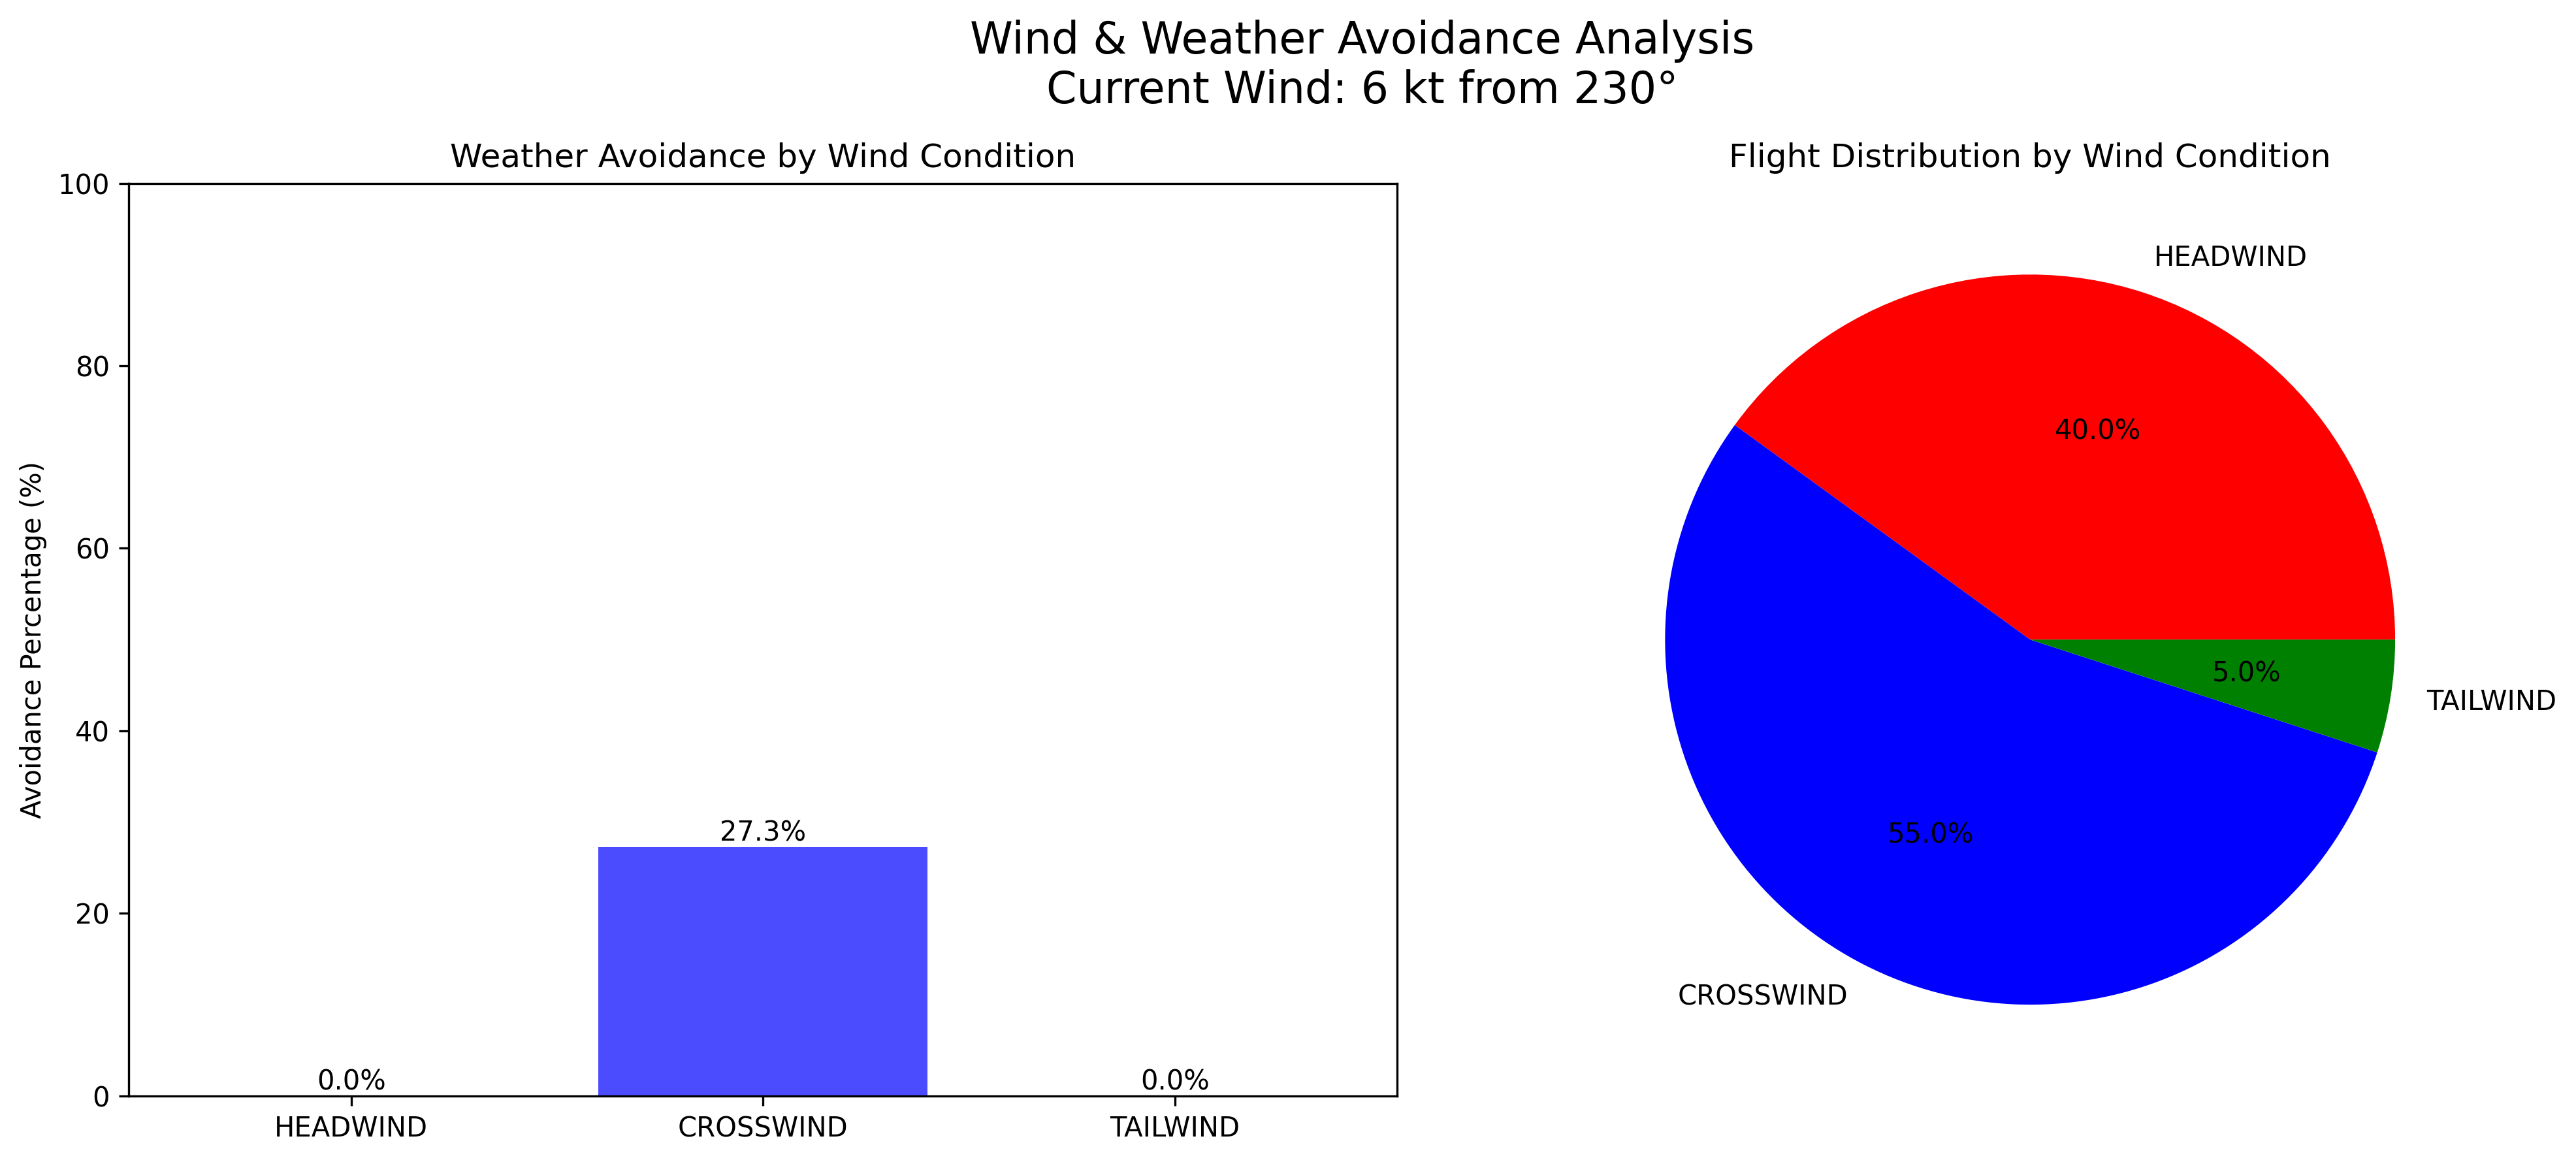 Wind & Weather Avoidance Analysis
Current Wind: 6 kt from 230°
Weather Avoidance by Wind Condition
100
80
60
40
20
0
Avoidance Percentage (%)
0.0%
27.3%
0.0%
HEADWIND
CROSSWIND
TAILWIND
Flight Distribution by Wind Condition
HEADWIND
40.0%
5.0%
TAILWIND
55.0%
CROSSWIND